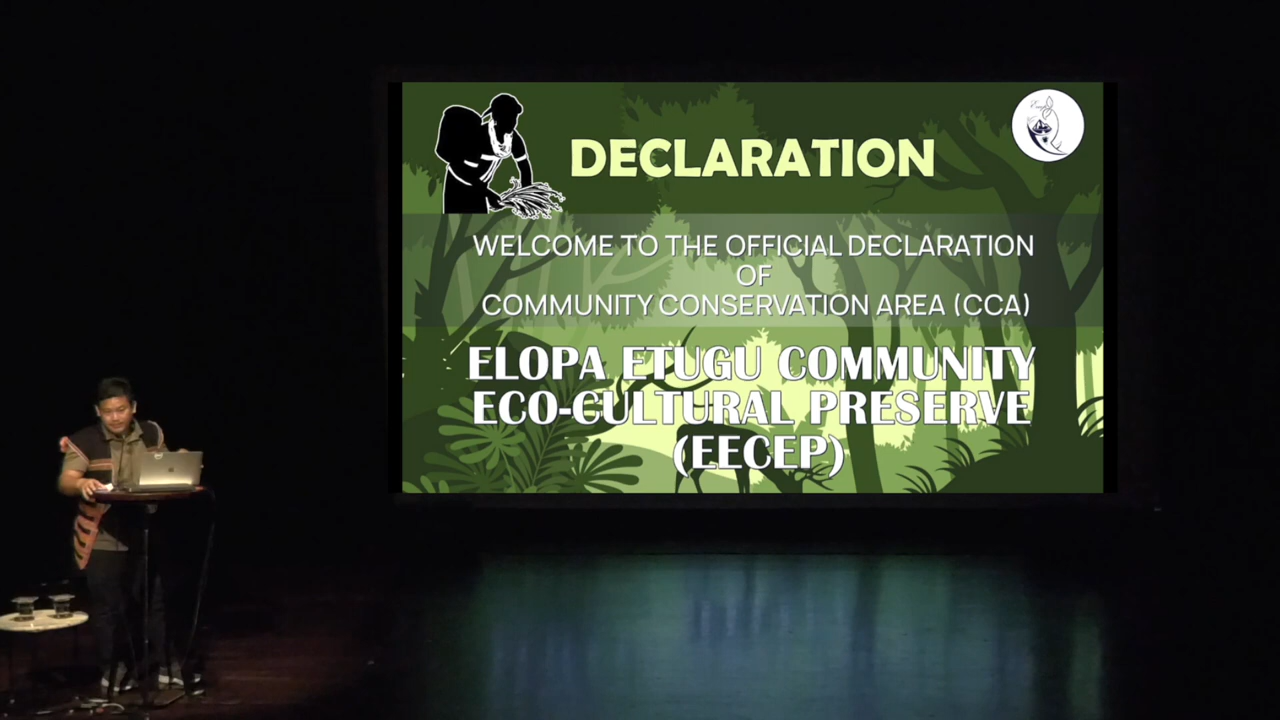 DECLARATION
WELCOME TO THE OFFICIAL DECLARATION
OF
COMMUNITY CONSERVATION AREA (CCA)
ELOPA ETUGU COMMUNITY
ECO-CULTURAL PRESERVE
(EECEP)